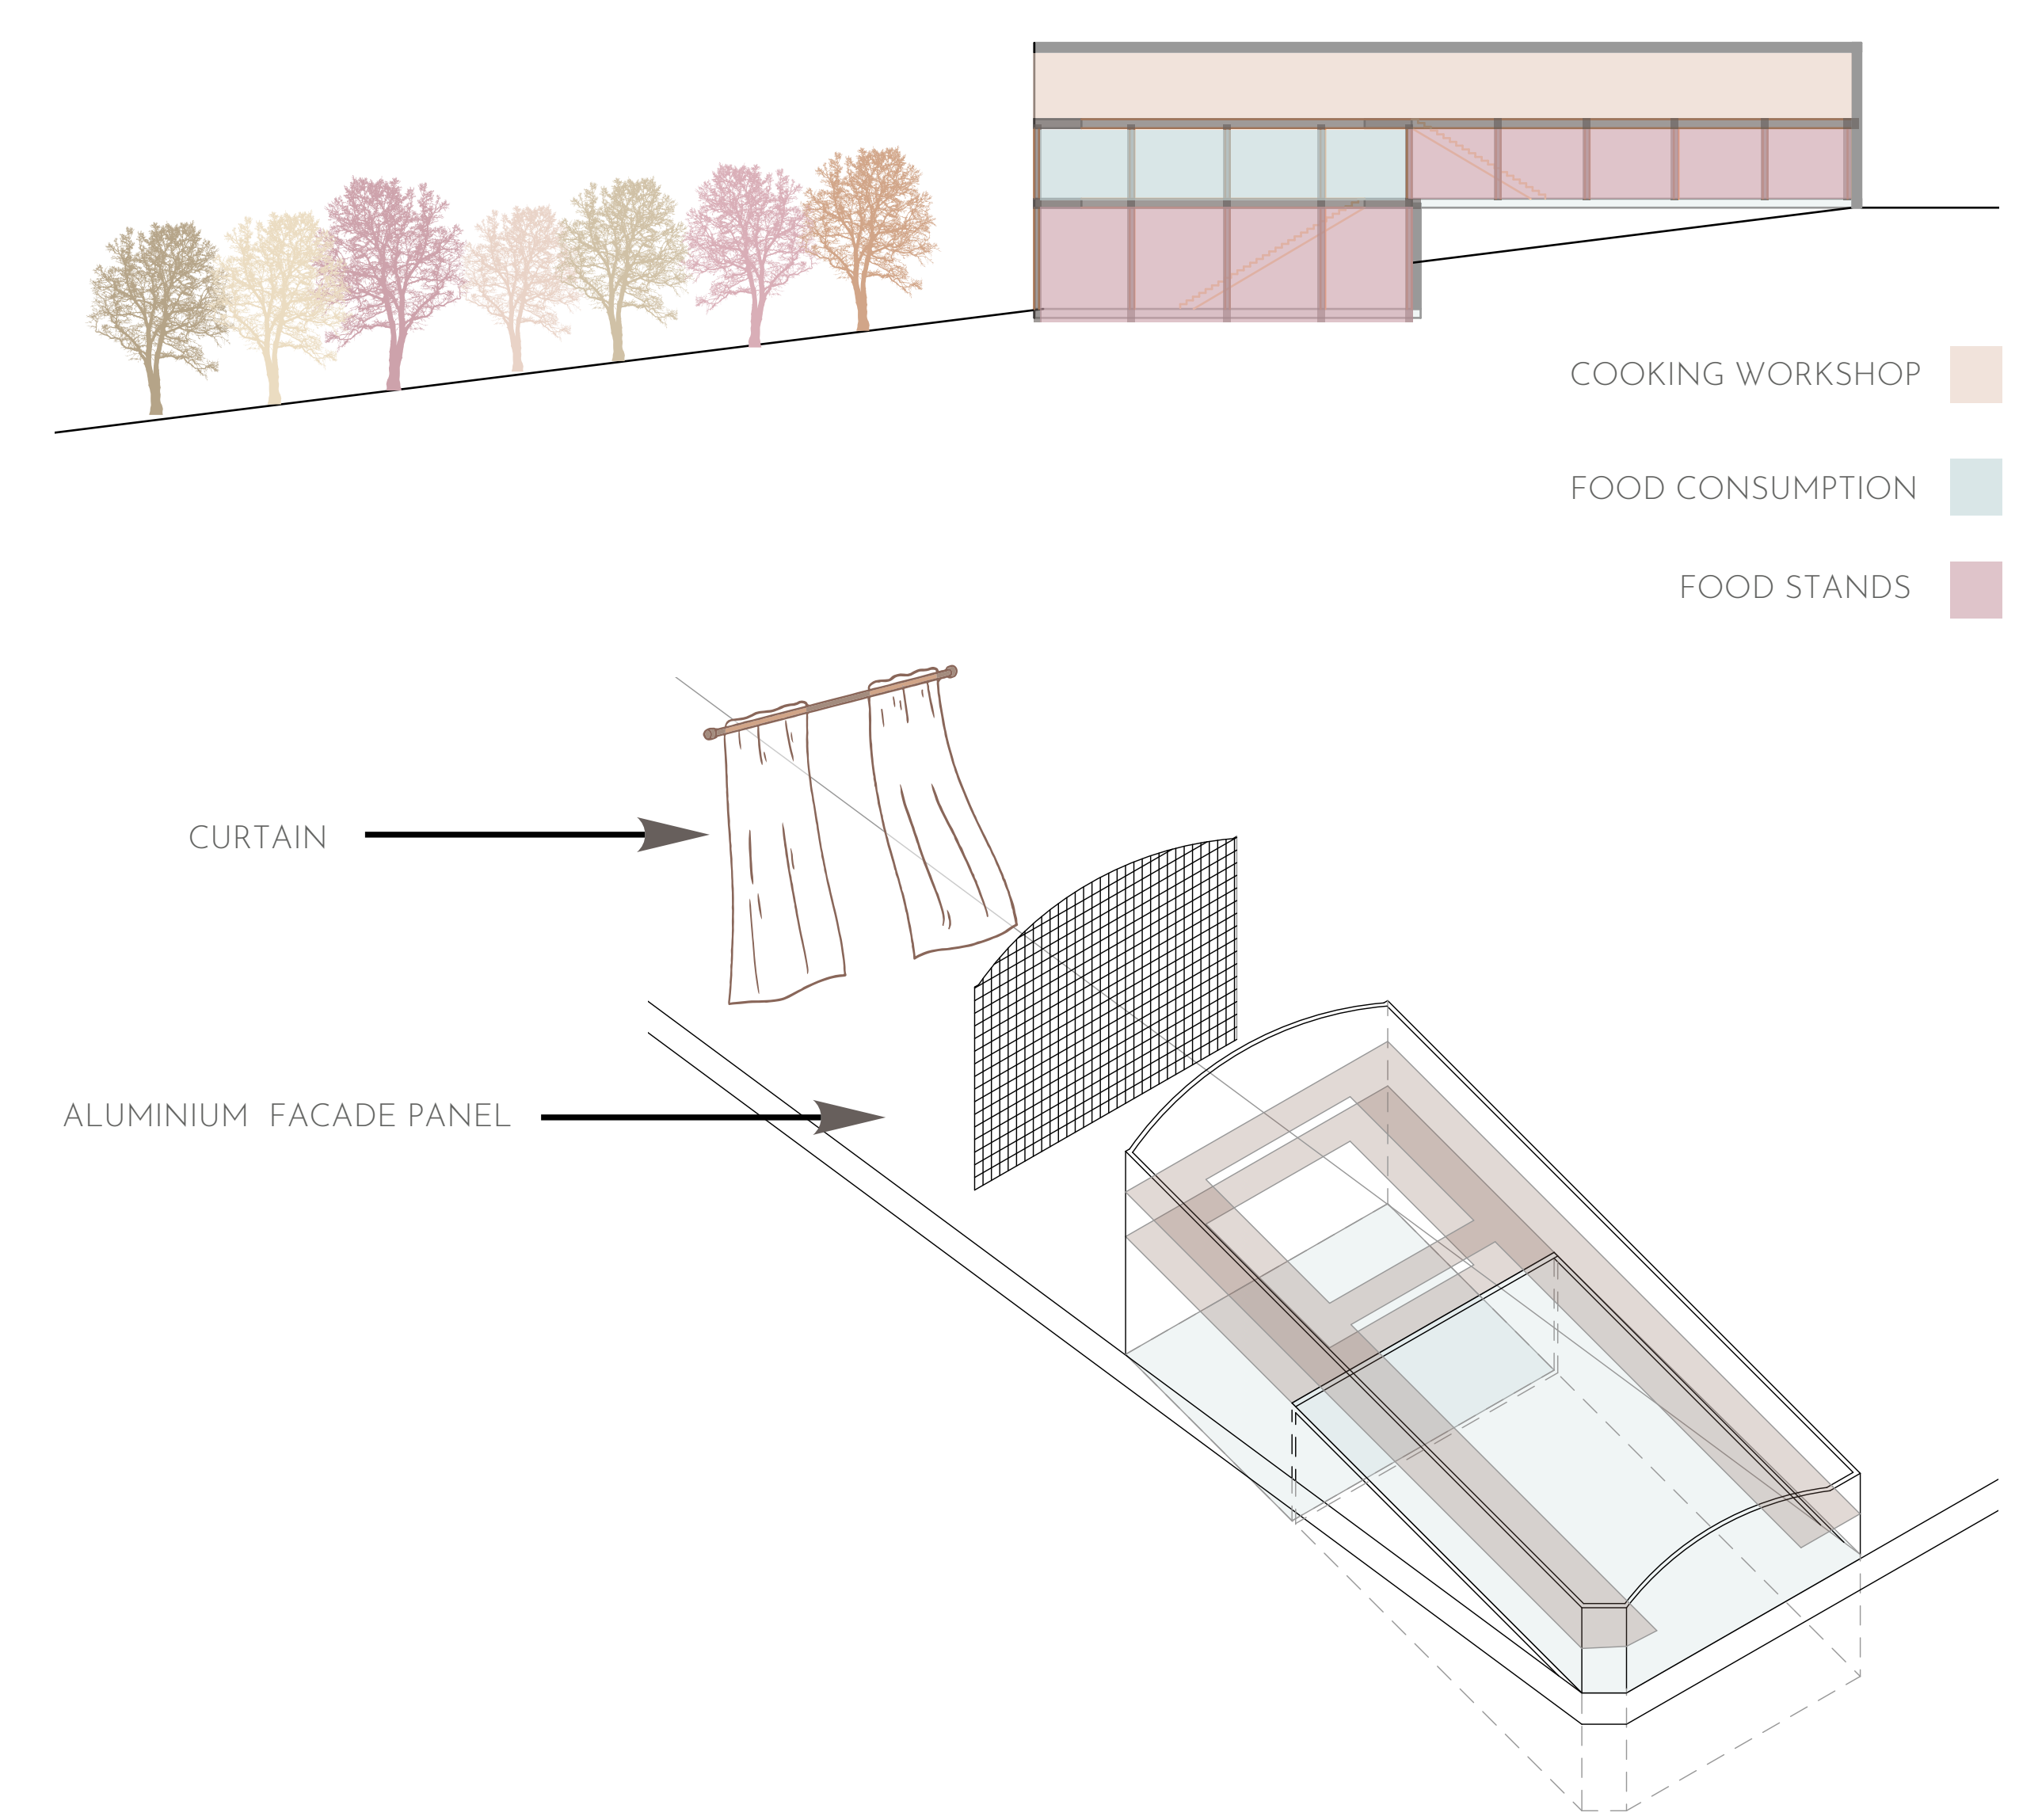 COOKING WORKSHOP
FOOD CONSUMPTION
FOOD STANDS
CURTAIN
ALUMINIUM FACADE PANEL